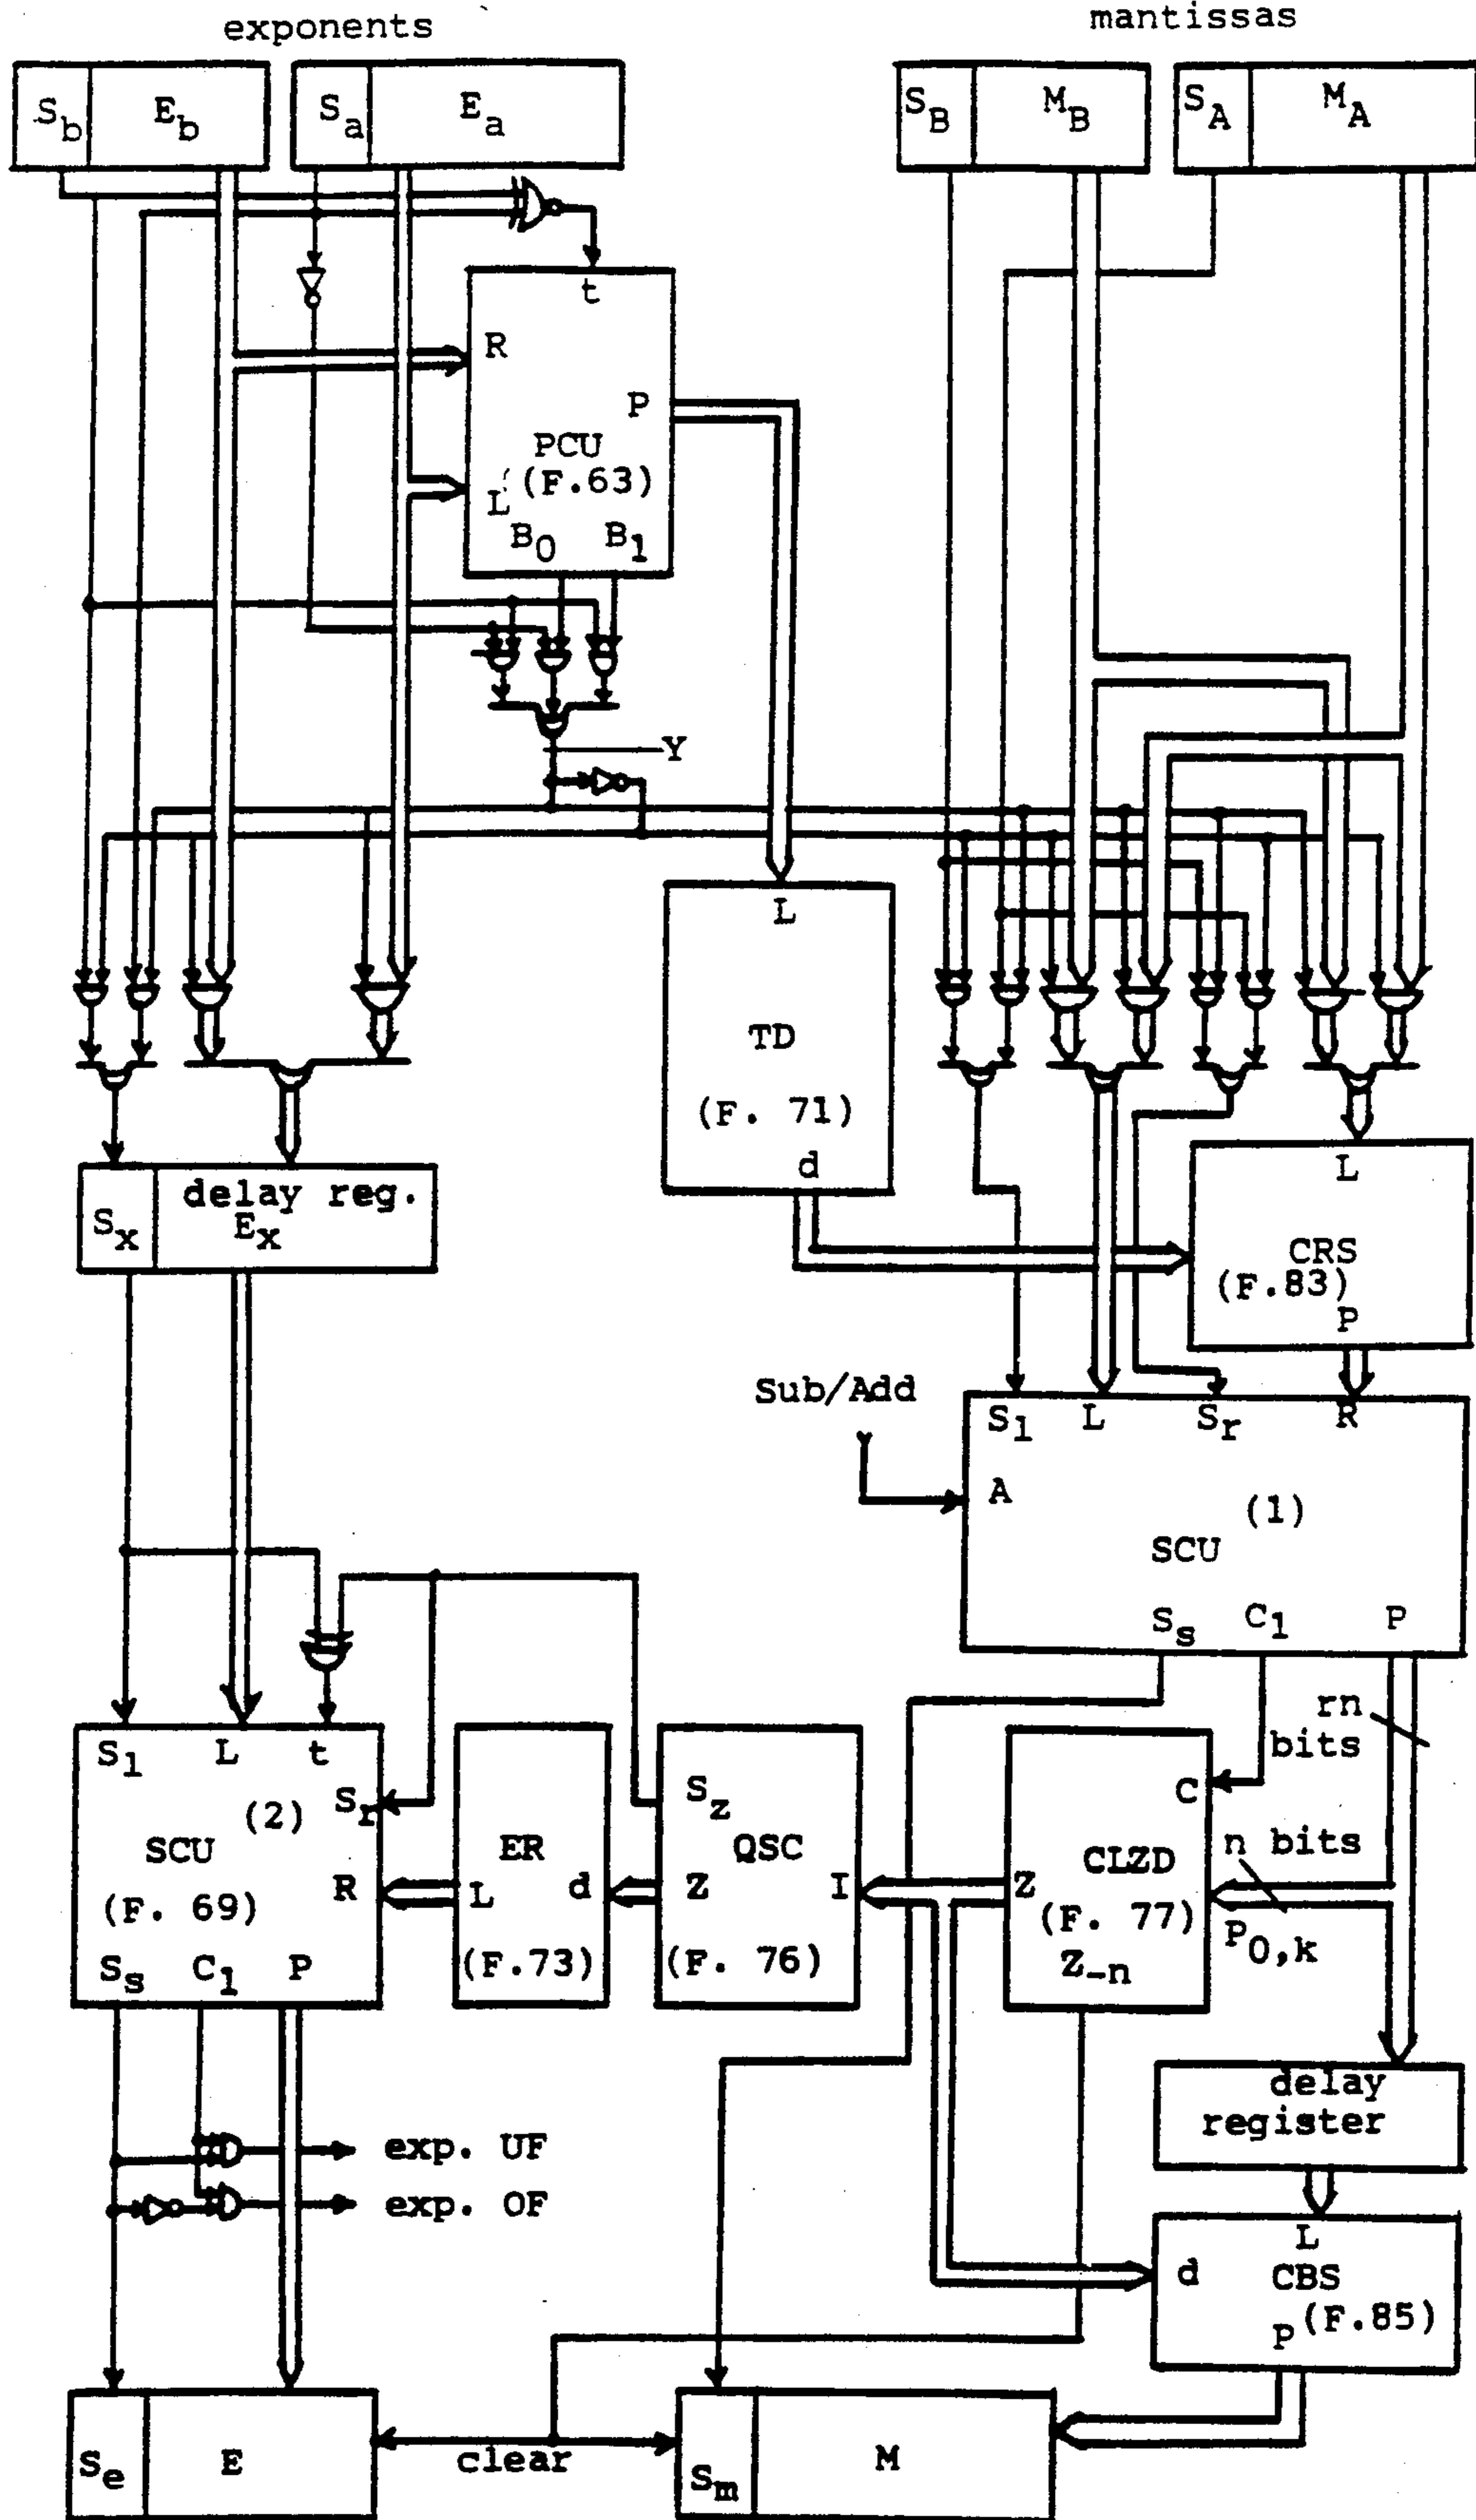 exponents
mantissas
S_b E_b S_a E_a
S_B M_B S_A M_A
t
R
P
PCU
L (F.63)
B_0 B_1
Y
L
TD
(F. 71)
d
L
CRS
(F.83)
P
delay reg.
S_x E_x
Sub/Add
S_l L S_r R
A
(1)
SCU
S_s C_1 P
rn
bits
S_l L t
S_r
(2)
SCU
R
(F. 69)
S_s C_1 P
ER
L
(F.73)
S_z
QSC
d Z I
(F. 76)
C
CLZD
Z
(F. 77)
Z_-n
n bits
P_0,k
delay
register
exp. UF
exp. OF
L
d CBS
(F.85)
P
clear
S_e E
S_m M